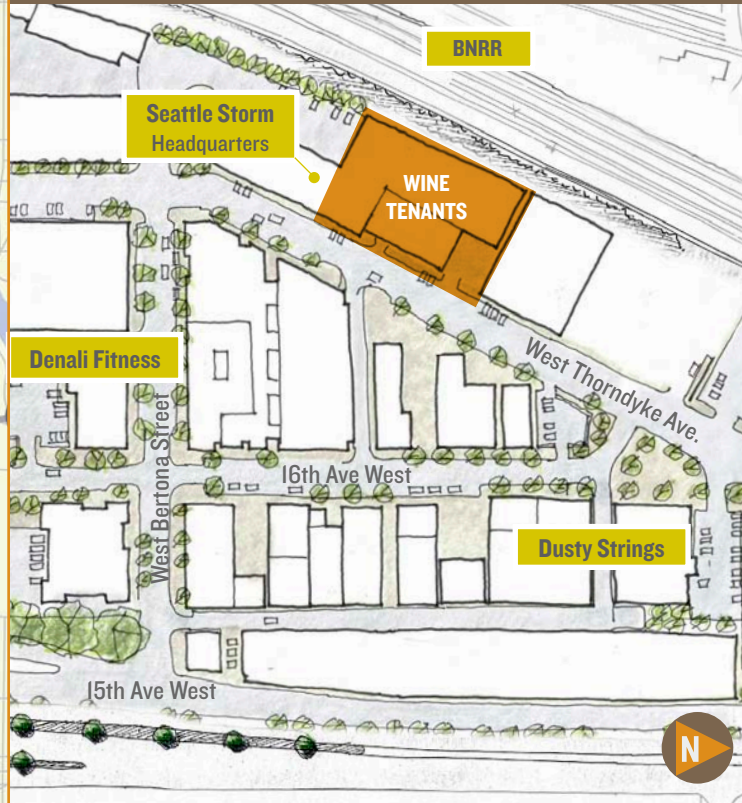 BNRR
Seattle Storm
Headquarters
WINE
TENANTS
Denali Fitness
West Thorndyke Ave.
West Bertona Street
16th Ave West
Dusty Strings
15th Ave West
N